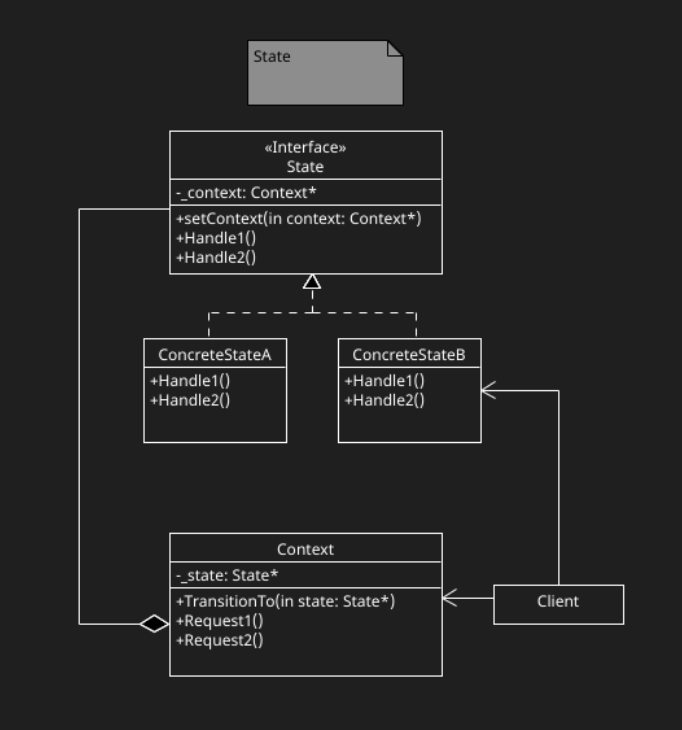 State
«Interface»
State
-_context: Context*
+setContext(in context: Context*)
+Handle1()
+Handle2()
ConcreteStateA
+Handle1()
+Handle2()
ConcreteStateB
+Handle1()
+Handle2()
Context
-_state: State*
+TransitionTo(in state: State*)
+Request1()
+Request2()
Client